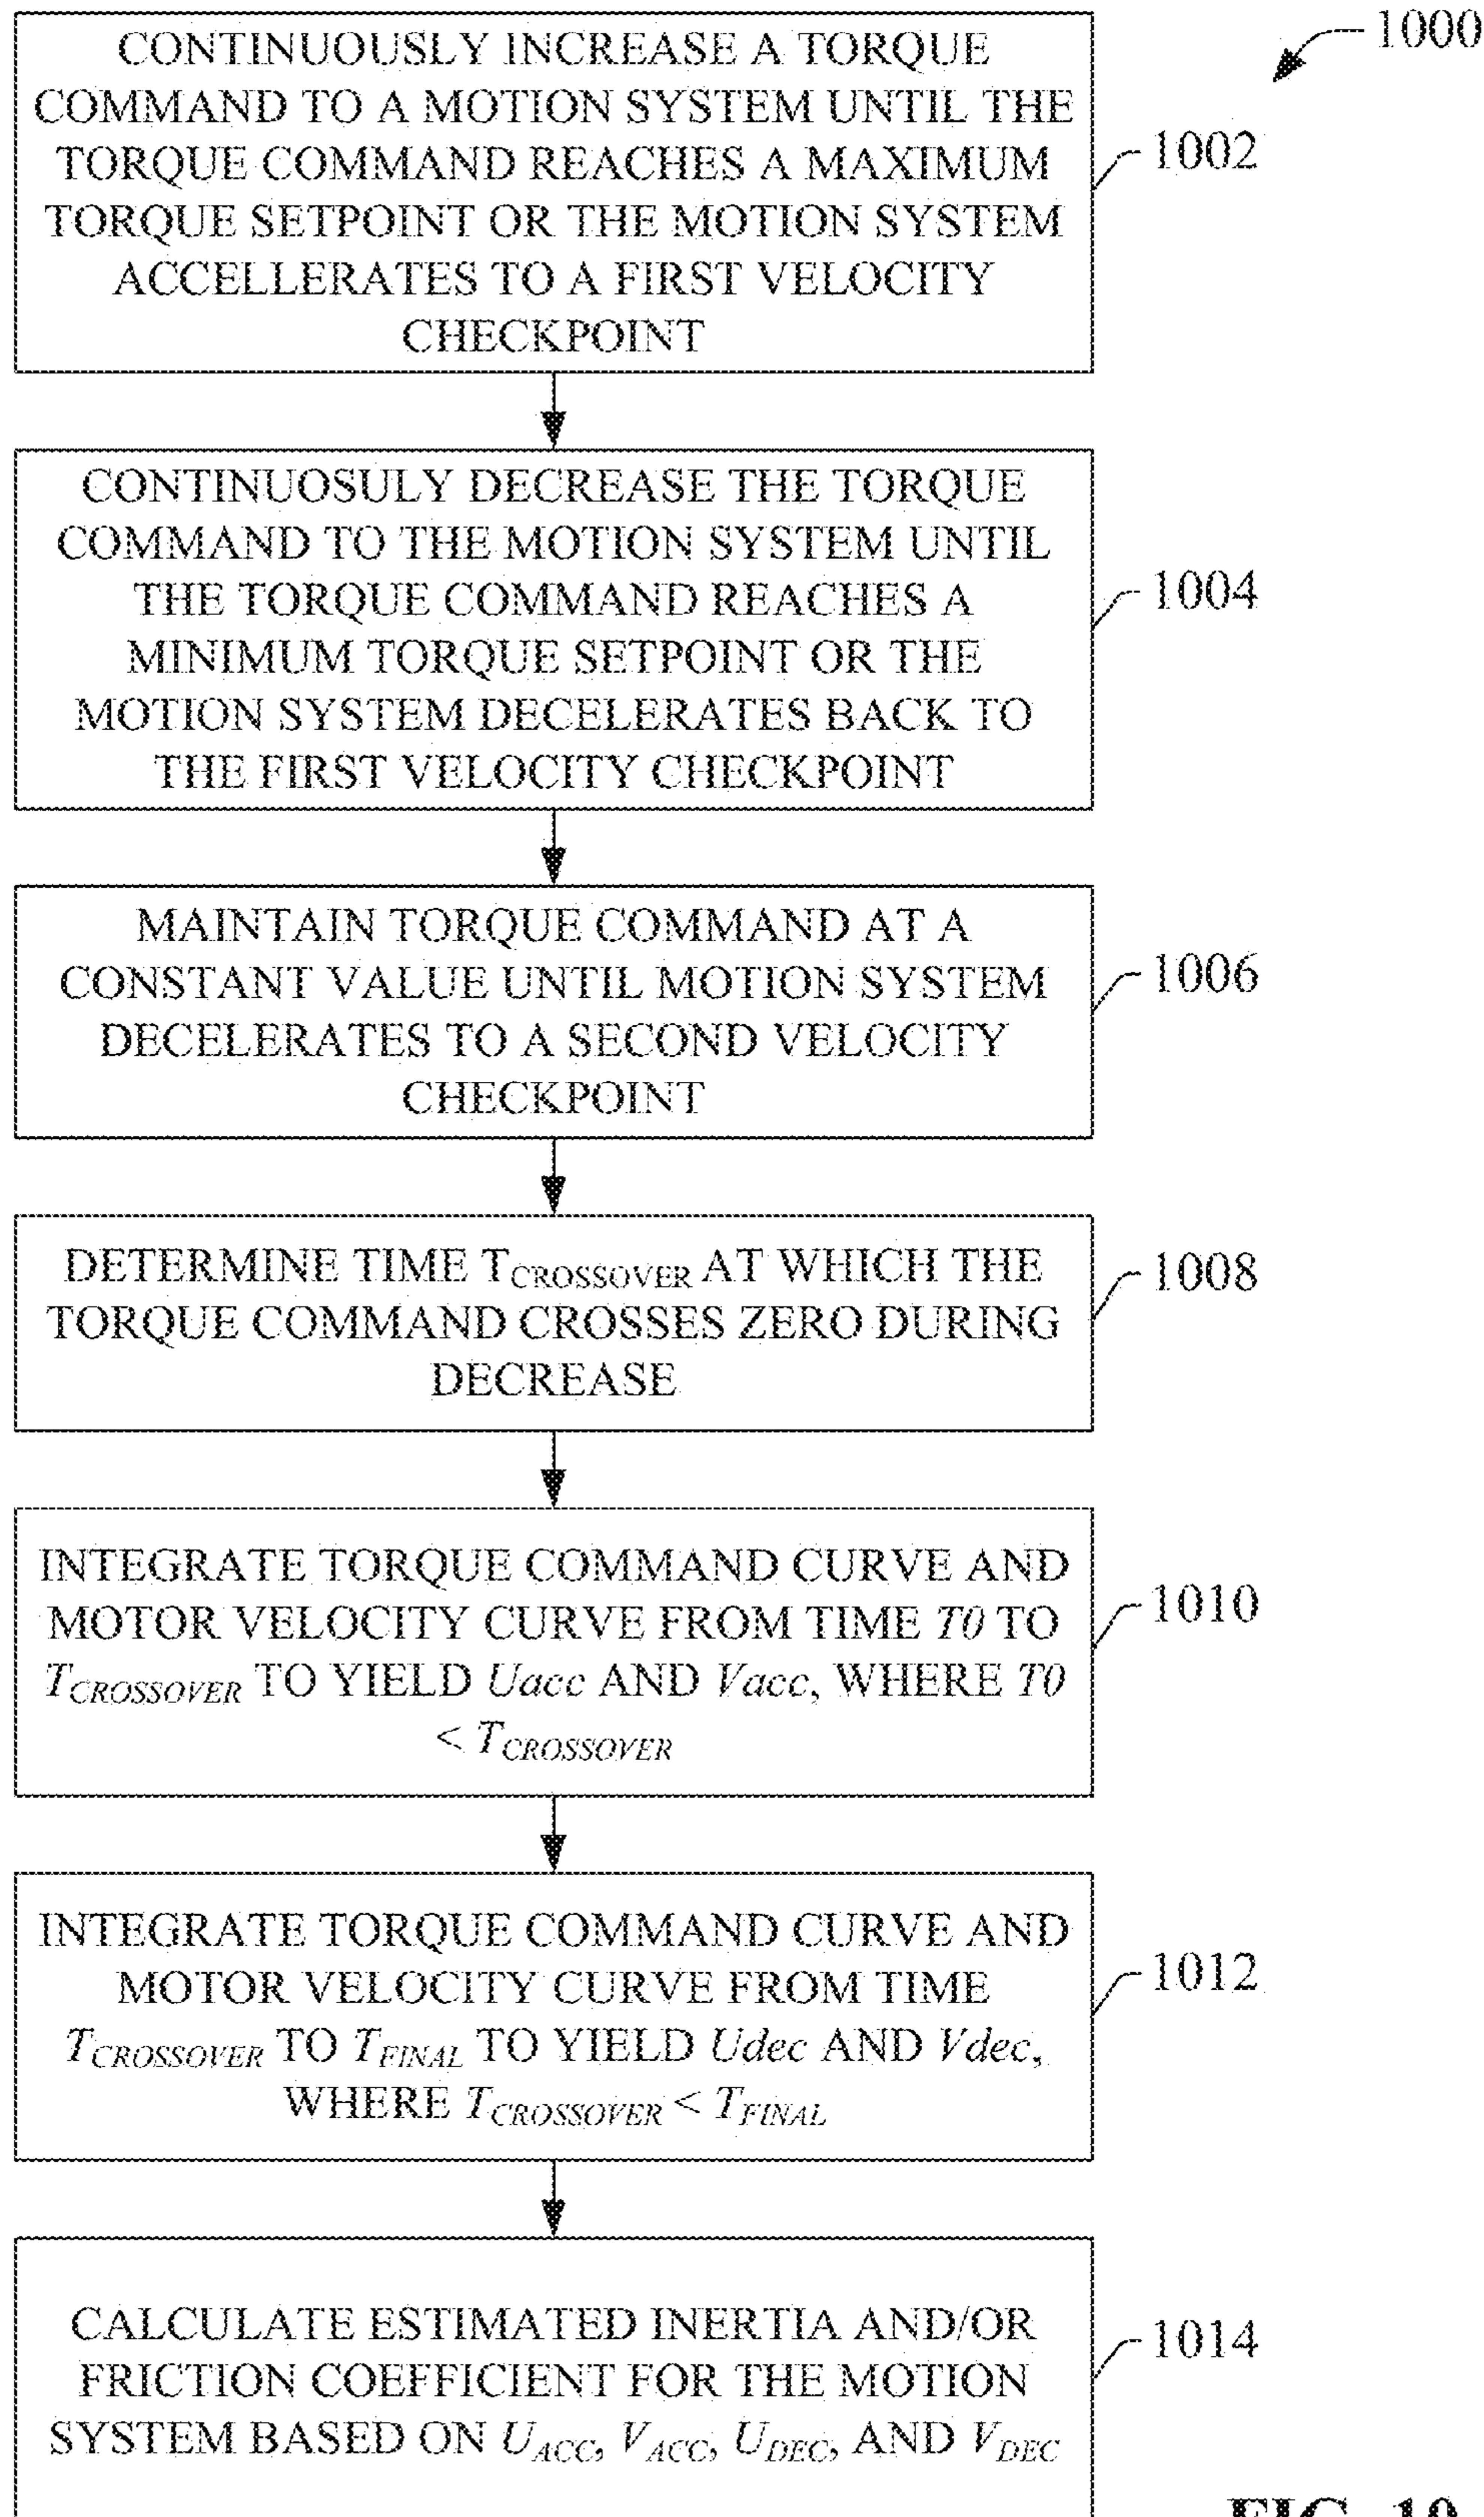 1000
CONTINUOUSLY INCREASE A TORQUE
COMMAND TO A MOTION SYSTEM UNTIL THE
TORQUE COMMAND REACHES A MAXIMUM
TORQUE SETPOINT OR THE MOTION SYSTEM
ACCELLERATES TO A FIRST VELOCITY
CHECKPOINT
1002
CONTINUOSULY DECREASE THE TORQUE
COMMAND TO THE MOTION SYSTEM UNTIL
THE TORQUE COMMAND REACHES A
MINIMUM TORQUE SETPOINT OR THE
MOTION SYSTEM DECELERATES BACK TO
THE FIRST VELOCITY CHECKPOINT
1004
MAINTAIN TORQUE COMMAND AT A
CONSTANT VALUE UNTIL MOTION SYSTEM
DECELERATES TO A SECOND VELOCITY
CHECKPOINT
1006
DETERMINE TIME TCROSSOVER AT WHICH THE
TORQUE COMMAND CROSSES ZERO DURING
DECREASE
1008
INTEGRATE TORQUE COMMAND CURVE AND
MOTOR VELOCITY CURVE FROM TIME T0 TO
TCROSSOVER TO YIELD Uacc AND Vacc, WHERE T0
< TCROSSOVER
1010
INTEGRATE TORQUE COMMAND CURVE AND
MOTOR VELOCITY CURVE FROM TIME
TCROSSOVER TO TFINAL TO YIELD Udec AND Vdec,
WHERE TCROSSOVER < TFINAL
1012
CALCULATE ESTIMATED INERTIA AND/OR
FRICTION COEFFICIENT FOR THE MOTION
SYSTEM BASED ON UACC, VACC, UDEC, AND VDEC
1014
FIG. 10